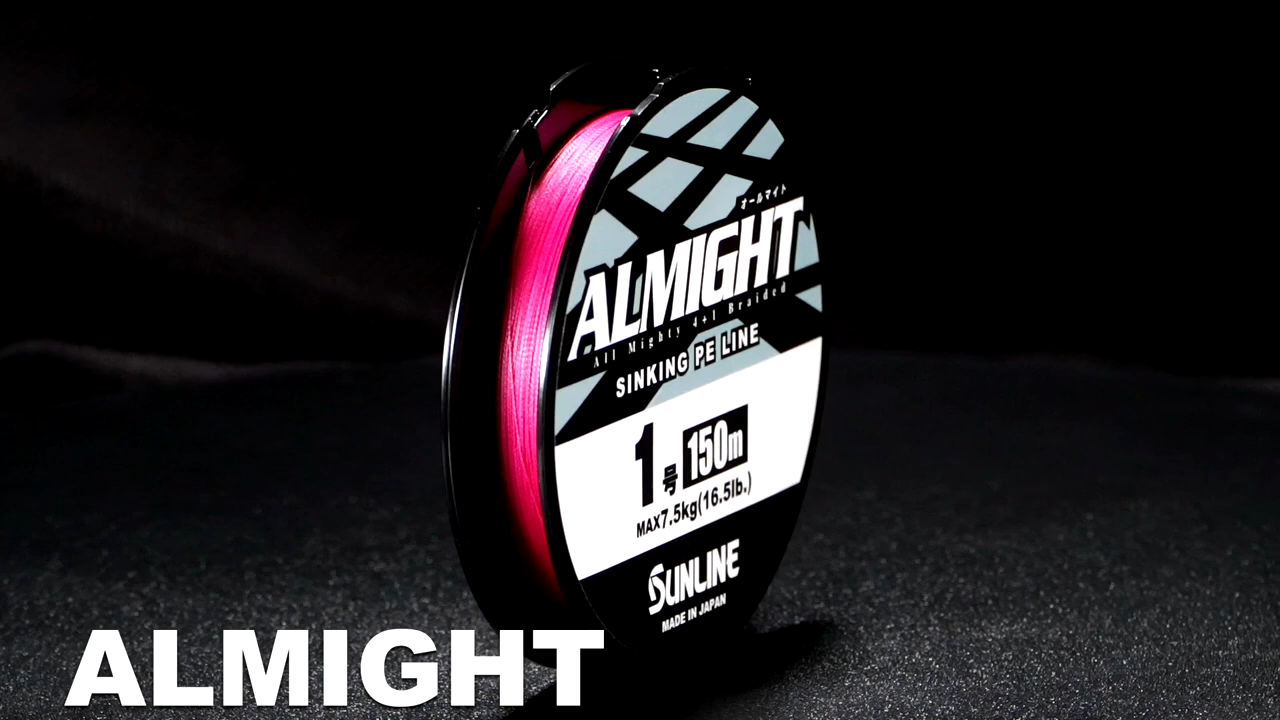 オールマイト
ALMIGHT
All Mighty 4+1 Braided
SINKING PE LINE
1号 150m
MAX7.5kg(16.5lb.)
SUNLINE
MADE IN JAPAN
ALMIGHT